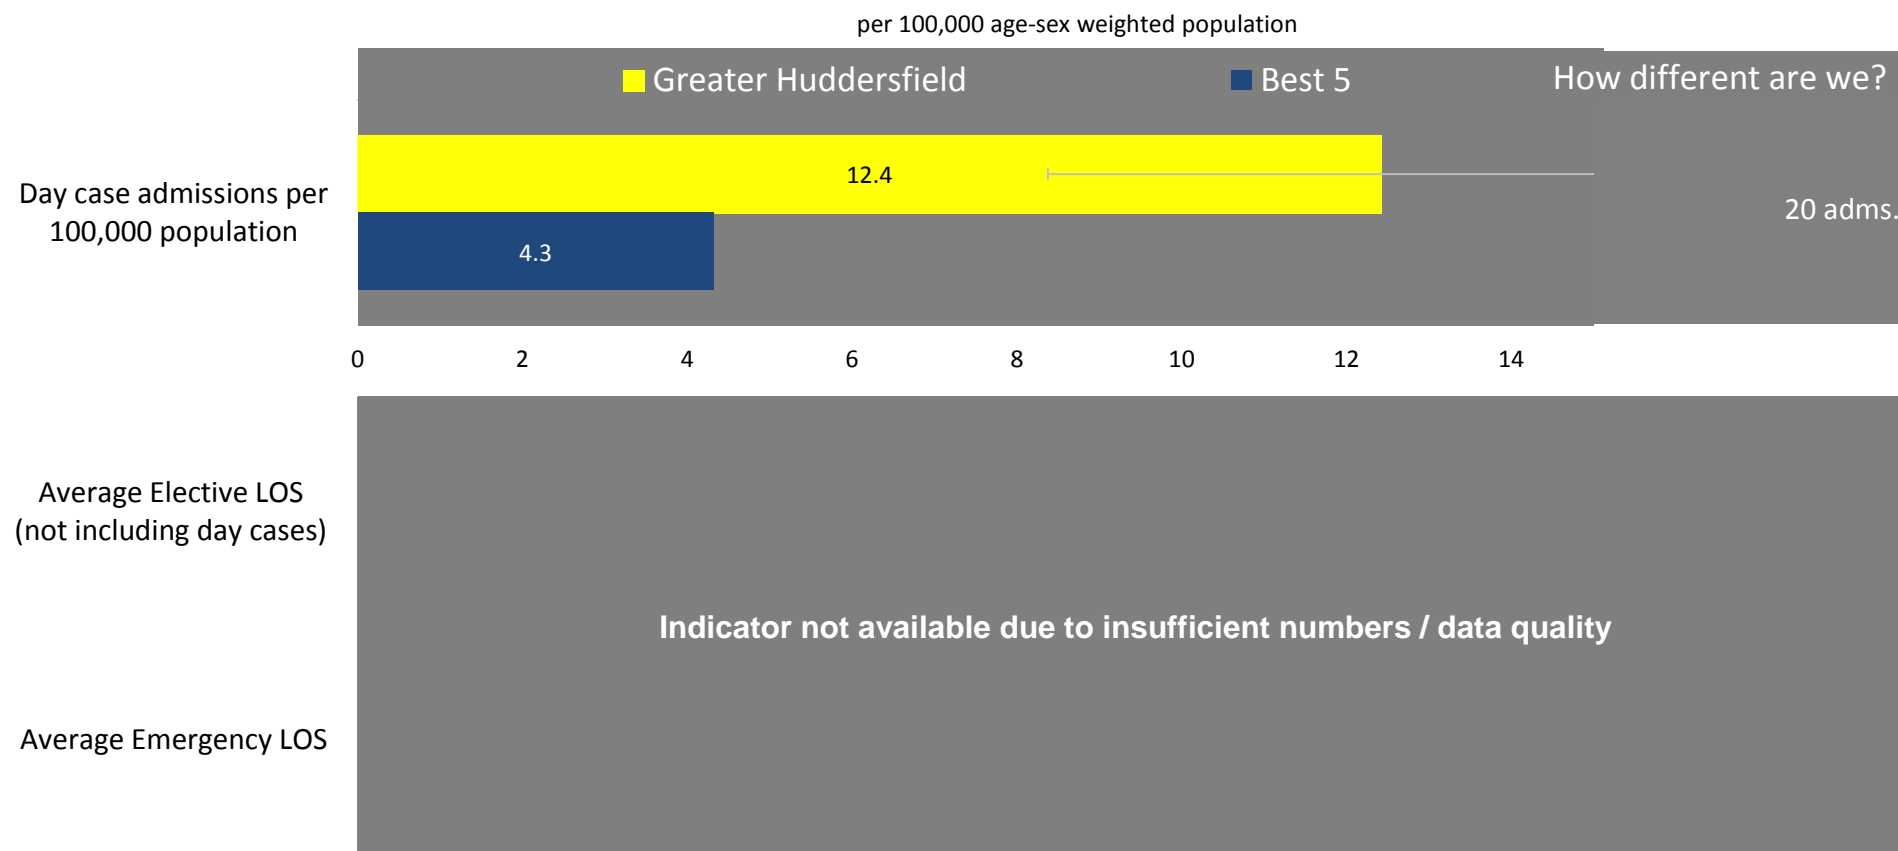 per 100,000 age-sex weighted population
Greater Huddersfield
Best 5
How different are we?
Day case admissions per
100,000 population
12.4
4.3
20 adms.
0 2 4 6 8 10 12 14
Average Elective LOS
(not including day cases)
Indicator not available due to insufficient numbers / data quality
Average Emergency LOS